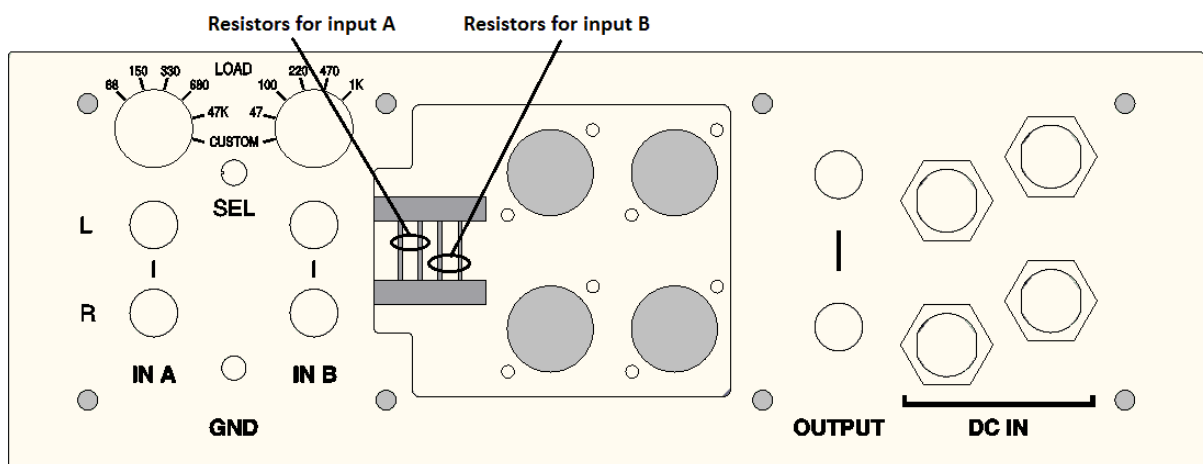 Resistors for input A
Resistors for input B
LOAD
68
150
330
680
47K
100
220
470
1K
47
CUSTOM
SEL
L
R
IN A
IN B
GND
OUTPUT
DC IN